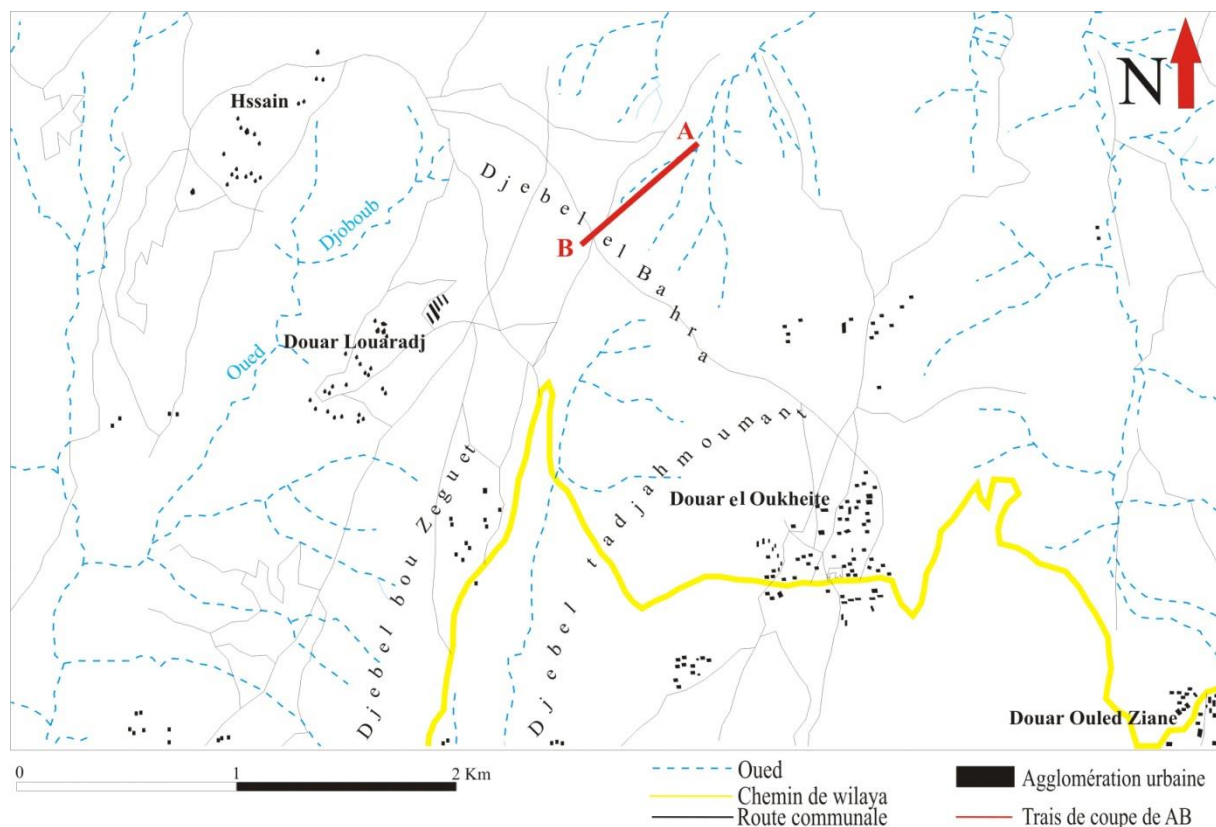 N
Hssain
A
Djebel el Bahra
B
Djoboub
Oued
Douar Louaradj
Djebel bou Zeguet
Djebel tadjahmoumant
Douar el Oukheite
Douar Ouled Ziane
0 1 2 Km
Oued
Chemin de wilaya
Route communale
Agglomération urbaine
Trais de coupe de AB